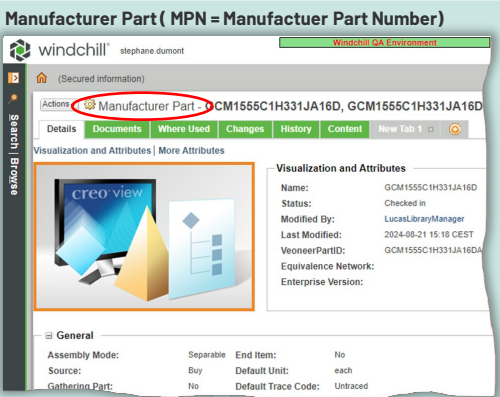 Manufacturer Part ( MPN = Manufactuer Part Number)
windchill® stephane.dumont
Windchill QA Environment
(Secured information)
Actions Manufacturer Part - GCM1555C1H331JA16D, GCM1555C1H331JA16D
Details Documents Where Used Changes History Content New Tab 1
Search | Browse
Visualization and Attributes | More Attributes
creo® view
Visualization and Attributes
Name: GCM1555C1H331JA16D
Status: Checked in
Modified By: LucasLibraryManager
Last Modified: 2024-08-21 15:18 CEST
VeoneerPartID: GCM1555C1H331JA16DA
Equivalence Network:
Enterprise Version:
General
Assembly Mode: Separable End Item: No
Source: Buy Default Unit: each
Gathering Part: No Default Trace Code: Untraced